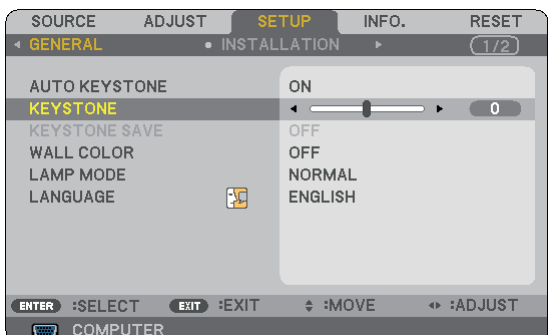 SOURCE ADJUST SETUP INFO. RESET
GENERAL ● INSTALLATION 1/2
AUTO KEYSTONE ON
KEYSTONE 0
KEYSTONE SAVE OFF
WALL COLOR OFF
LAMP MODE NORMAL
LANGUAGE ENGLISH
ENTER :SELECT EXIT :EXIT :MOVE :ADJUST
COMPUTER